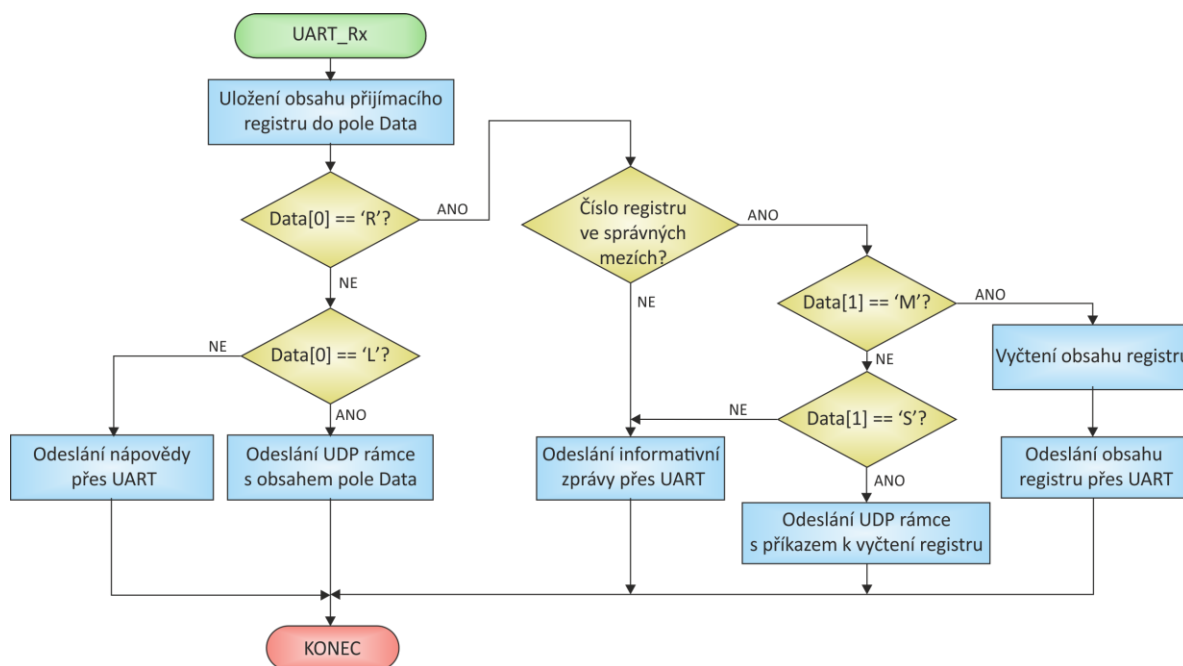 UART_Rx
Uložení obsahu přijímacího
registru do pole Data
Data[0] == ‘R’?
ANO
NE
Číslo registru
ve správných
mezích?
ANO
NE
Data[1] == ‘M’?
ANO
NE
Vyčtení obsahu registru
Data[0] == ‘L’?
NE
ANO
Data[1] == ‘S’?
NE
ANO
Odeslání nápovědy
přes UART
Odeslání UDP rámce
s obsahem pole Data
Odeslání informativní
zprávy přes UART
Odeslání obsahu
registru přes UART
Odeslání UDP rámce
s příkazem k vyčtení registru
KONEC